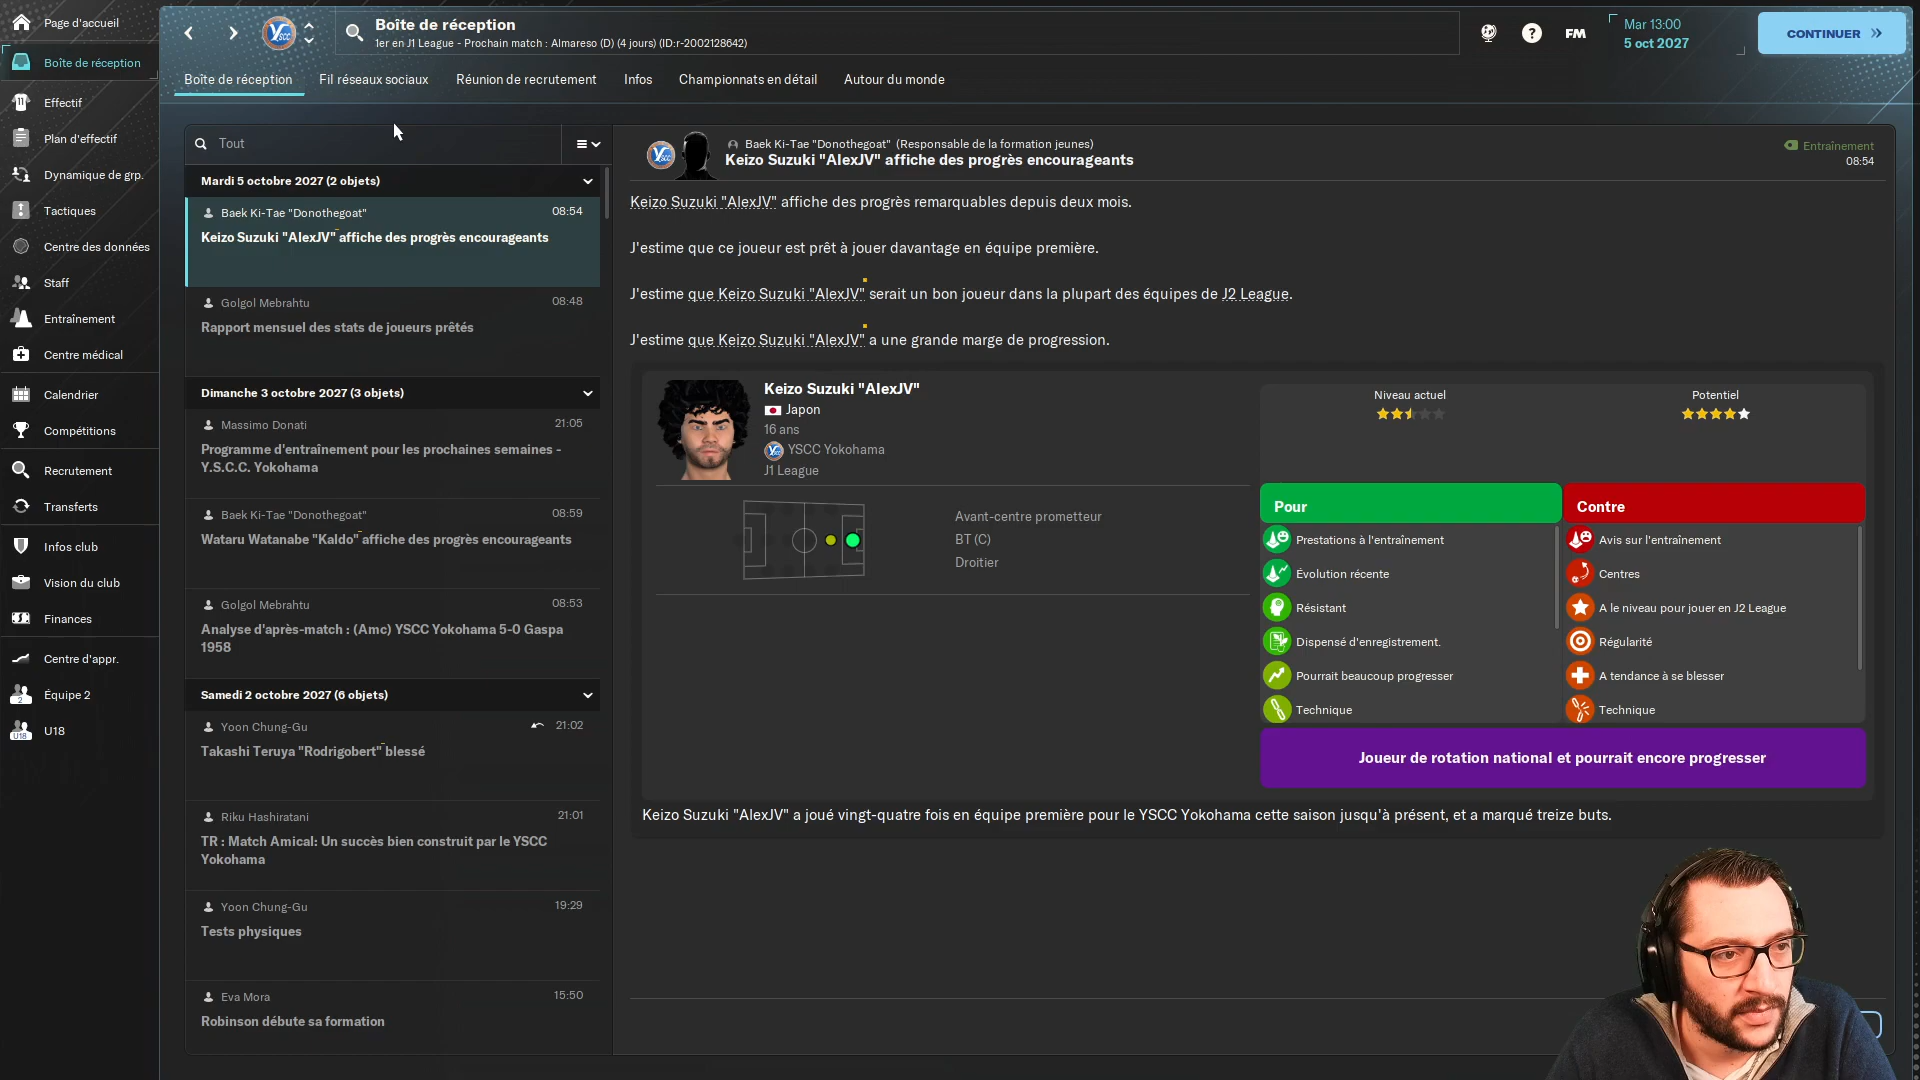 Page d'accueil
Boîte de réception
Effectif
Plan d'effectif
Dynamique de grp.
Tactiques
Centre des données
Staff
Entraînement
Centre médical
Calendrier
Compétitions
Recrutement
Transferts
Infos club
Vision du club
Finances
Centre d'appr.
Équipe 2
U18
Boîte de réception
1er en J1 League - Prochain match : Almareso (D) (4 jours) (ID:r-2002128642)
FM
Mar 13:00
5 oct 2027
CONTINUER
Boîte de réception
Fil réseaux sociaux
Réunion de recrutement
Infos
Championnats en détail
Autour du monde
Tout
Mardi 5 octobre 2027 (2 objets)
Baek Ki-Tae "Donothegoat" 08:54
Keizo Suzuki "AlexJV" affiche des progrès encourageants
Golgol Mebrahtu 08:48
Rapport mensuel des stats de joueurs prêtés
Dimanche 3 octobre 2027 (3 objets)
Massimo Donati 21:05
Programme d'entraînement pour les prochaines semaines -
Y.S.C.C. Yokohama
Baek Ki-Tae "Donothegoat" 08:59
Wataru Watanabe "Kaldo" affiche des progrès encourageants
Golgol Mebrahtu 08:53
Analyse d'après-match : (Amc) YSCC Yokohama 5-0 Gaspa
1958
Samedi 2 octobre 2027 (6 objets)
Yoon Chung-Gu 21:02
Takashi Teruya "Rodrigobert" blessé
Riku Hashiratani 21:01
TR : Match Amical: Un succès bien construit par le YSCC
Yokohama
Yoon Chung-Gu 19:29
Tests physiques
Eva Mora 15:50
Robinson débute sa formation
Baek Ki-Tae "Donothegoat" (Responsable de la formation jeunes)
Keizo Suzuki "AlexJV" affiche des progrès encourageants
Entraînement
08:54
Keizo Suzuki "AlexJV" affiche des progrès remarquables depuis deux mois.
J'estime que ce joueur est prêt à jouer davantage en équipe première.
J'estime que Keizo Suzuki "AlexJV" serait un bon joueur dans la plupart des équipes de J2 League.
J'estime que Keizo Suzuki "AlexJV" a une grande marge de progression.
Keizo Suzuki "AlexJV"
Japon
16 ans
YSCC Yokohama
J1 League
Avant-centre prometteur
BT (C)
Droitier
Niveau actuel
Potentiel
Pour
Prestations à l'entraînement
Évolution récente
Résistant
Dispensé d'enregistrement.
Pourrait beaucoup progresser
Technique
Contre
Avis sur l'entraînement
Centres
A le niveau pour jouer en J2 League
Régularité
A tendance à se blesser
Technique
Joueur de rotation national et pourrait encore progresser
Keizo Suzuki "AlexJV" a joué vingt-quatre fois en équipe première pour le YSCC Yokohama cette saison jusqu'à présent, et a marqué treize buts.